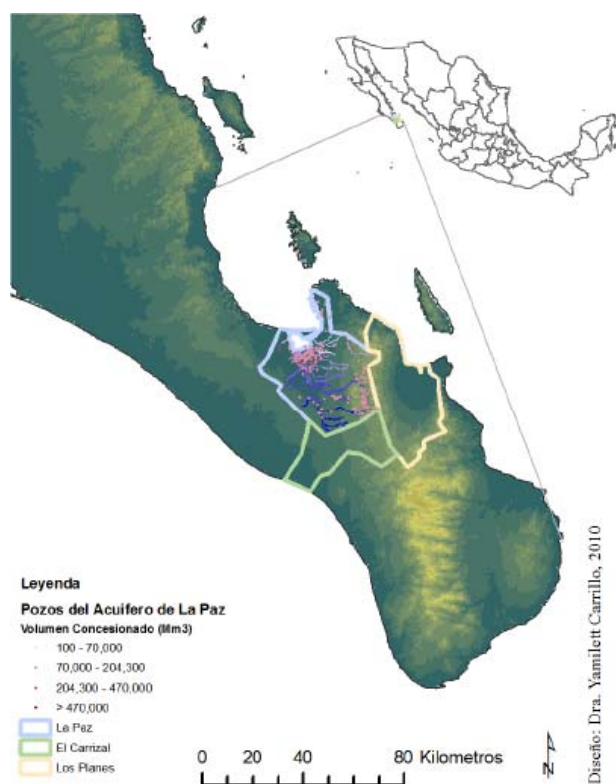 Leyenda
Pozos del Acuifero de La Paz
Volumen Concesionado (Mm3)
100 - 70,000
70,000 - 204,300
204,300 - 470,000
> 470,000
La Paz
El Carrizal
Los Planes
0 20 40 80 Kilometros
Diseño: Dra. Yamilett Carrillo, 2010